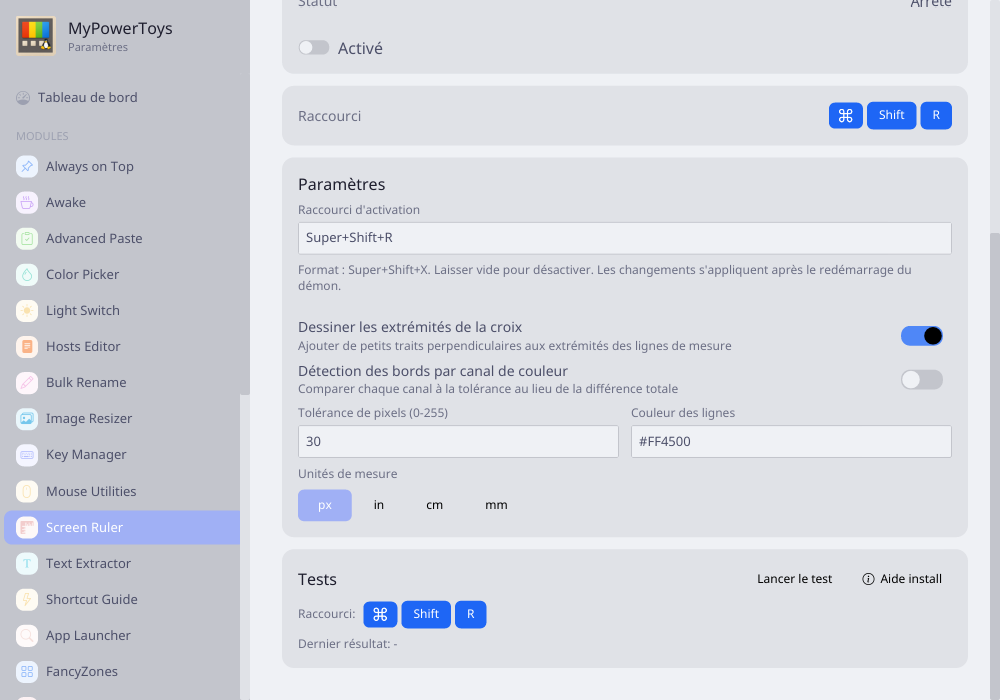 MyPowerToys
Paramètres
Tableau de bord
MODULES
Always on Top
Awake
Advanced Paste
Color Picker
Light Switch
Hosts Editor
Bulk Rename
Image Resizer
Key Manager
Mouse Utilities
Screen Ruler
Text Extractor
Shortcut Guide
App Launcher
FancyZones
Statut
Arrêté
Activé
Raccourci
⌘ Shift R
Paramètres
Raccourci d'activation
Super+Shift+R
Format : Super+Shift+X. Laisser vide pour désactiver. Les changements s'appliquent après le redémarrage du
démon.
Dessiner les extrémités de la croix
Ajouter de petits traits perpendiculaires aux extrémités des lignes de mesure
Détection des bords par canal de couleur
Comparer chaque canal à la tolérance au lieu de la différence totale
Tolérance de pixels (0-255)
Couleur des lignes
30
#FF4500
Unités de mesure
px in cm mm
Tests
Lancer le test
Aide install
Raccourci: ⌘ Shift R
Dernier résultat: -